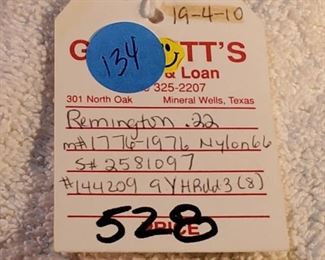 19-4-10
134
TT'S
& Loan
325-2207
301 North Oak Mineral Wells, Texas
Remington .22
m#1776-1976 Nylon66
S# 2581097
#144209 9YHRdd3 (8)
528
PRICE